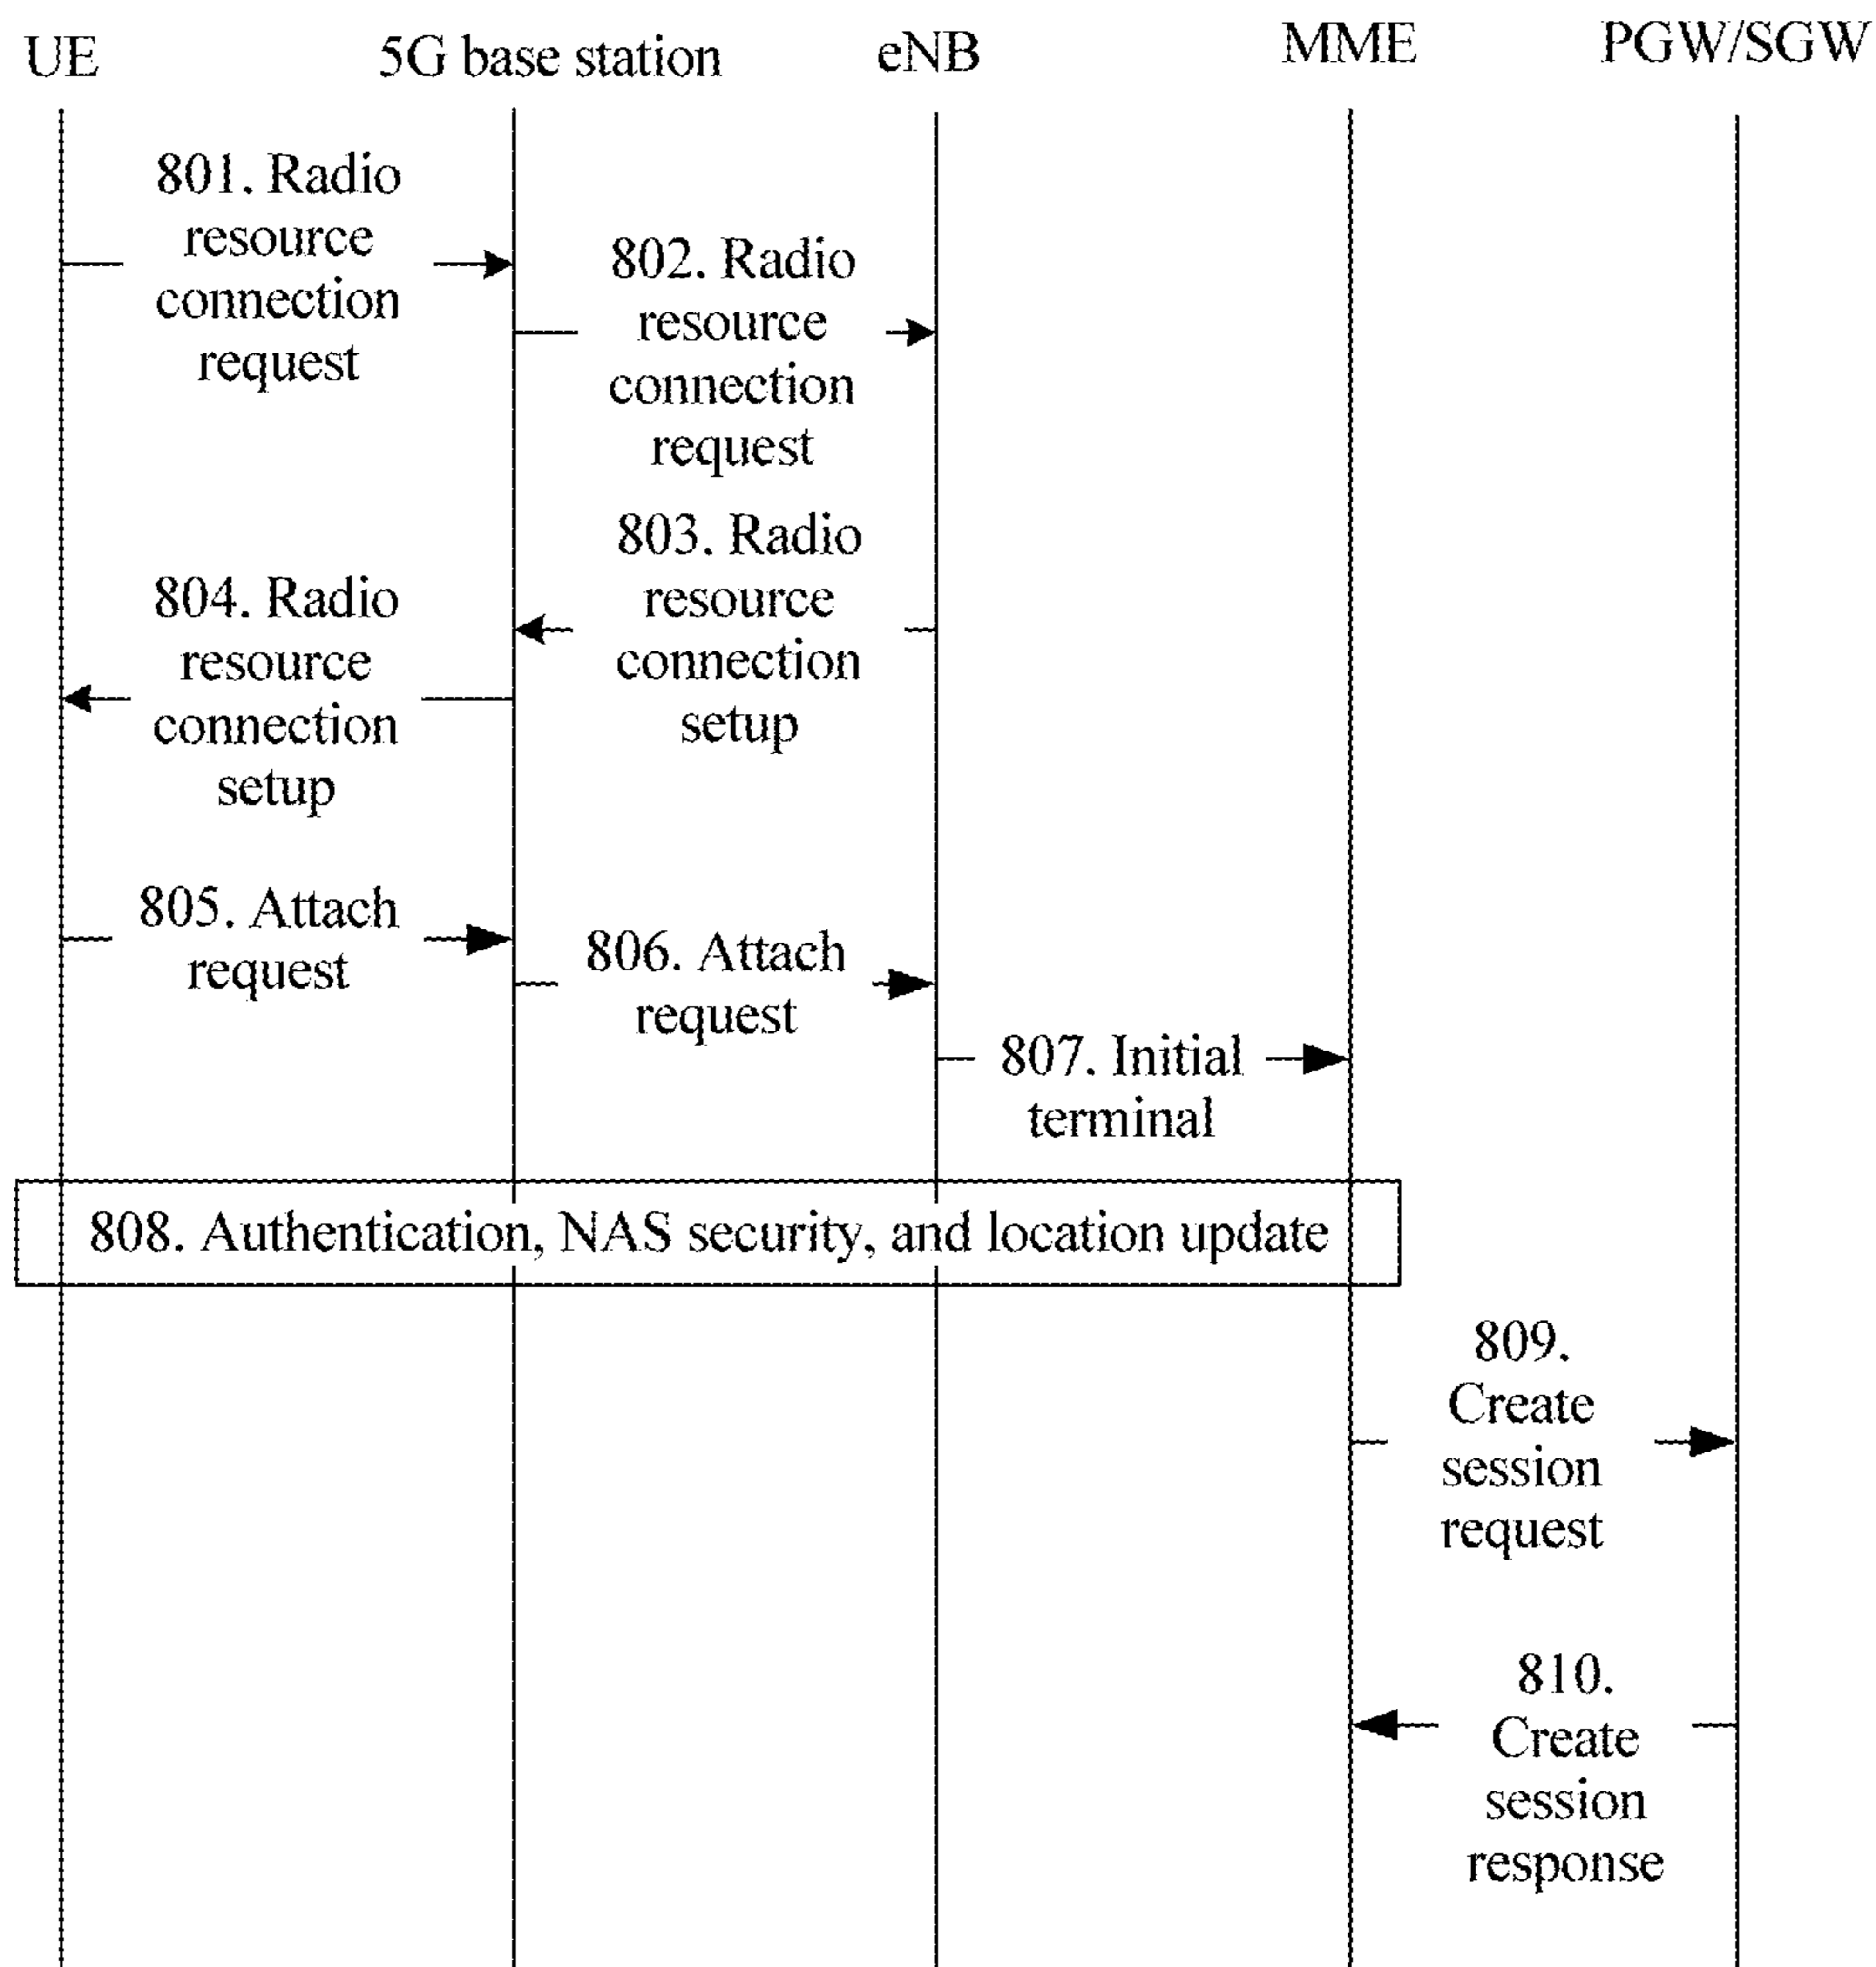 UE
5G base station
eNB
MME
PGW/SGW
801. Radio
resource
connection
request
802. Radio
resource
connection
request
803. Radio
resource
connection
setup
804. Radio
resource
connection
setup
805. Attach
request
806. Attach
request
807. Initial
terminal
808. Authentication, NAS security, and location update
809.
Create
session
request
810.
Create
session
response